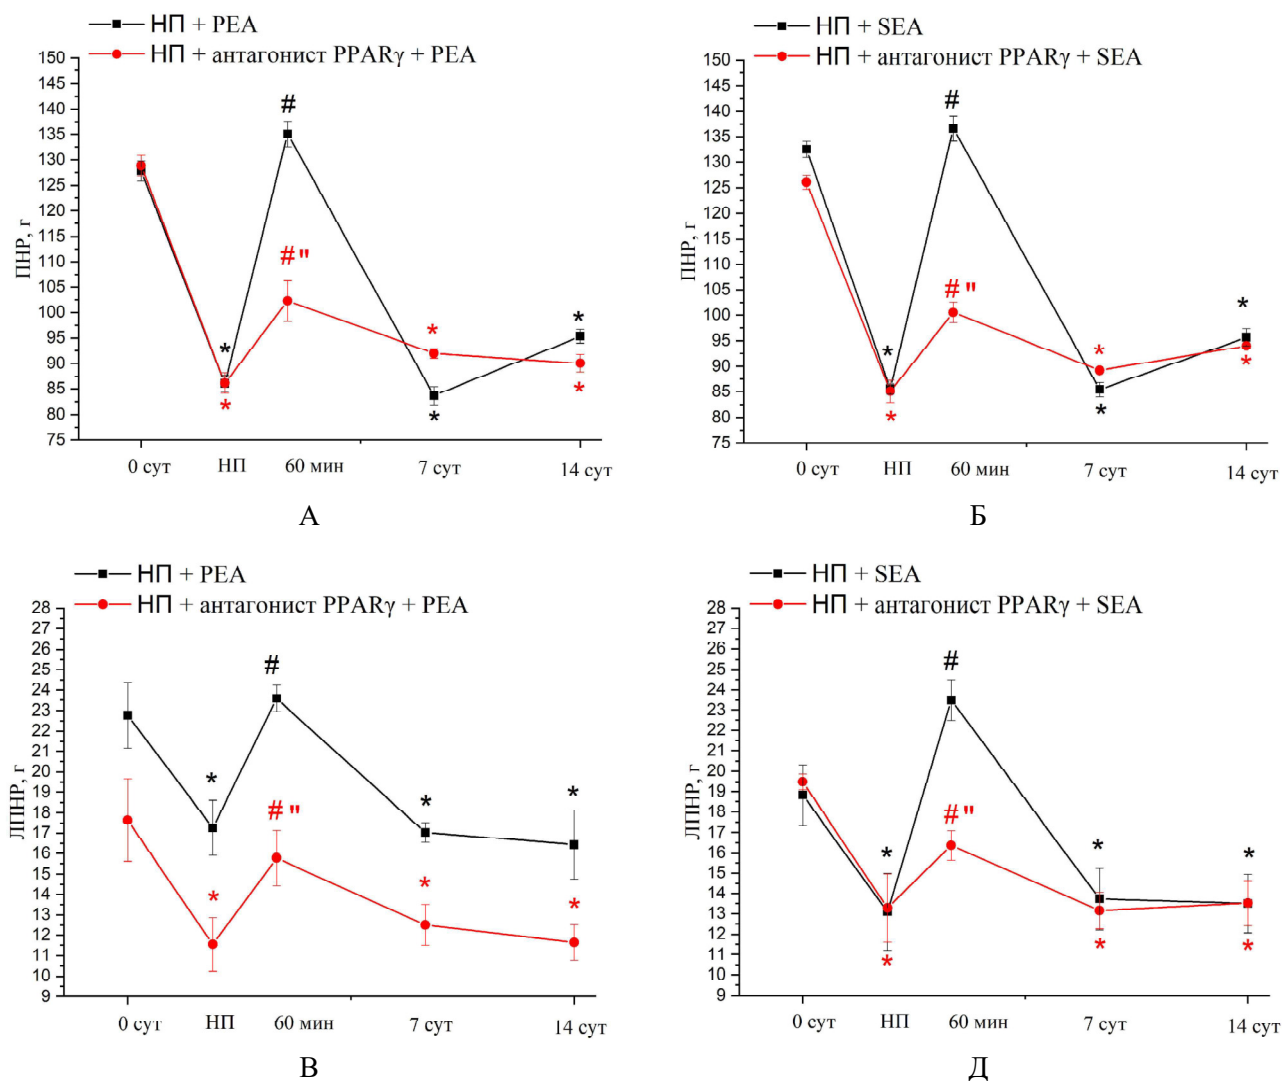 НП + PEA
НП + антагонист PPARγ + PEA
150
145
140
135
130
125
120
115
110
105
100
95
90
85
80
75
ПНР, г
#
#"
*
*
*
*
*
*
0 сут
НП
60 мин
7 сут
14 сут
А
НП + SEA
НП + антагонист PPARγ + SEA
150
145
140
135
130
125
120
115
110
105
100
95
90
85
80
75
ПНР, г
#
#"
*
*
*
*
*
*
0 сут
НП
60 мин
7 сут
14 сут
Б
НП + PEA
НП + антагонист PPARγ + PEA
28
27
26
25
24
23
22
21
20
19
18
17
16
15
14
13
12
11
10
9
ЛПНР, г
#
*
*
*
#"
*
*
*
0 сут
НП
60 мин
7 сут
14 сут
В
НП + SEA
НП + антагонист PPARγ + SEA
28
27
26
25
24
23
22
21
20
19
18
17
16
15
14
13
12
11
10
9
ЛПНР, г
#
#"
*
*
*
*
*
*
0 сут
НП
60 мин
7 сут
14 сут
Д